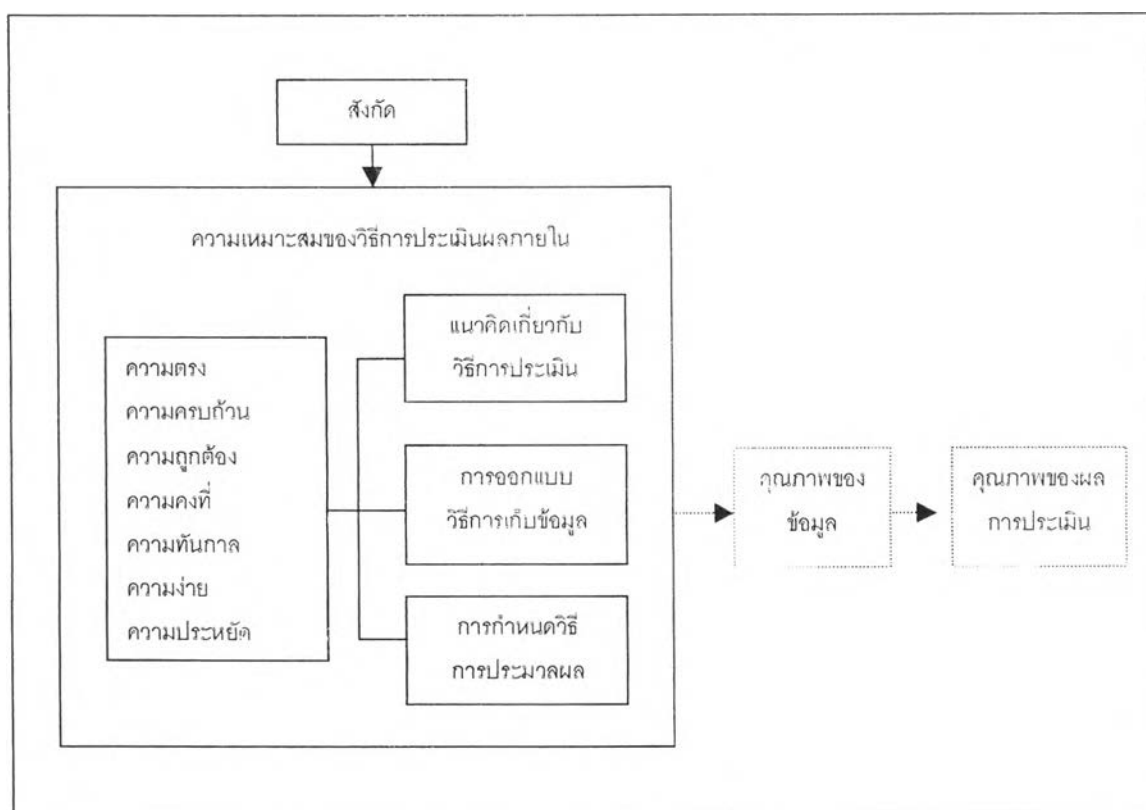 สังกัด
ความเหมาะสมของวิธีการประเมินผลภายใน
ความตรง
ความครบถ้วน
ความถูกต้อง
ความคงที่
ความทันกาล
ความง่าย
ความประหยัด
แนวคิดเกี่ยวกับ
วิธีการประเมิน
การออกแบบ
วิธีการเก็บข้อมูล
การกำหนดวิธี
การประมาลผล
คุณภาพของ
ข้อมูล
คุณภาพของผล
การประเมิน